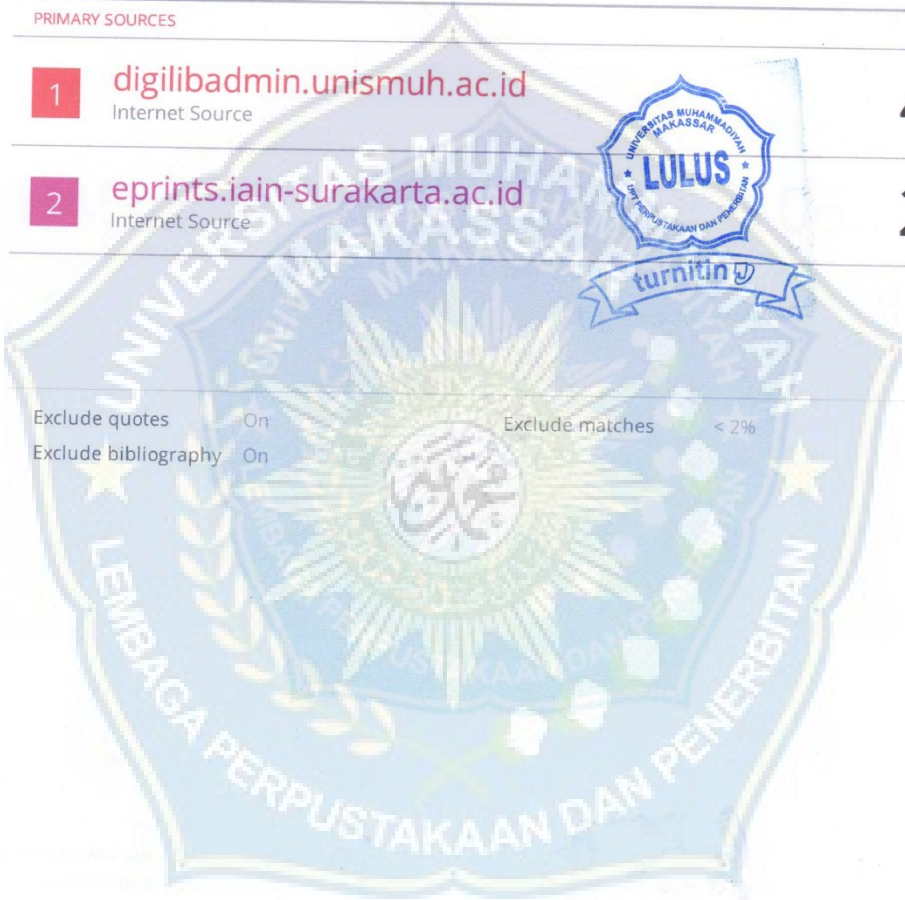 PRIMARY SOURCES
1
digilibadmin.unismuh.ac.id
Internet Source
UNIVERSITAS MUHAMMADIYAH
MAKASSAR
LULUS
UPT PERPUSTAKAAN DAN PENERBITAN
turnitin
2
eprints.iain-surakarta.ac.id
Internet Source
Exclude quotes On
Exclude matches < 2%
Exclude bibliography On
UNIVERSITAS MUHAMMADIYAH
MAKASSAR
LEMBAGA PERPUSTAKAAN DAN PENERBITAN